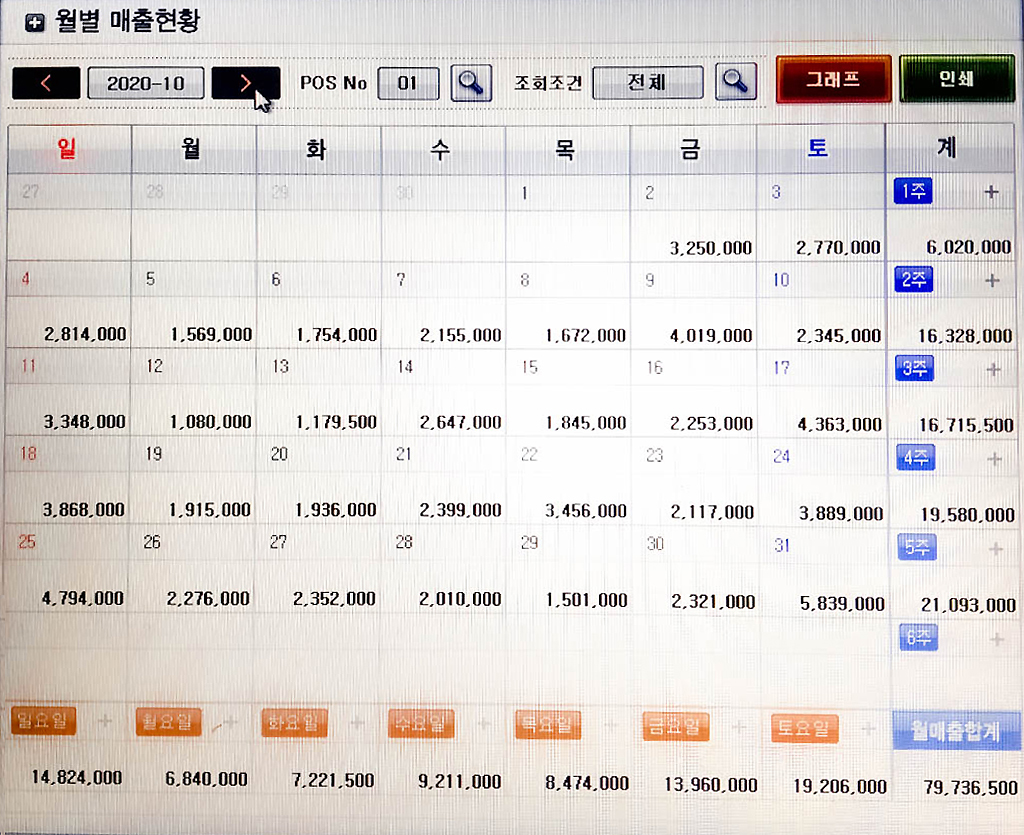 월별 매출현황
< 2020-10 > POS No 01 조회조건 전체 그래프 인쇄
일 월 화 수 목 금 토 계
27 28 29 30 1 2 3 1주 +
3,250,000 2,770,000 6,020,000
4 5 6 7 8 9 10 2주 +
2,814,000 1,569,000 1,754,000 2,155,000 1,672,000 4,019,000 2,345,000 16,328,000
11 12 13 14 15 16 17 3주 +
3,348,000 1,080,000 1,179,500 2,647,000 1,845,000 2,253,000 4,363,000 16,715,500
18 19 20 21 22 23 24 4주 +
3,868,000 1,915,000 1,936,000 2,399,000 3,456,000 2,117,000 3,889,000 19,580,000
25 26 27 28 29 30 31 5주 +
4,794,000 2,276,000 2,352,000 2,010,000 1,501,000 2,321,000 5,839,000 21,093,000
6주 +
일요일 + 월요일 + 화요일 + 수요일 + 목요일 + 금요일 + 토요일 + 월매출합계
14,824,000 6,840,000 7,221,500 9,211,000 8,474,000 13,960,000 19,206,000 79,736,500